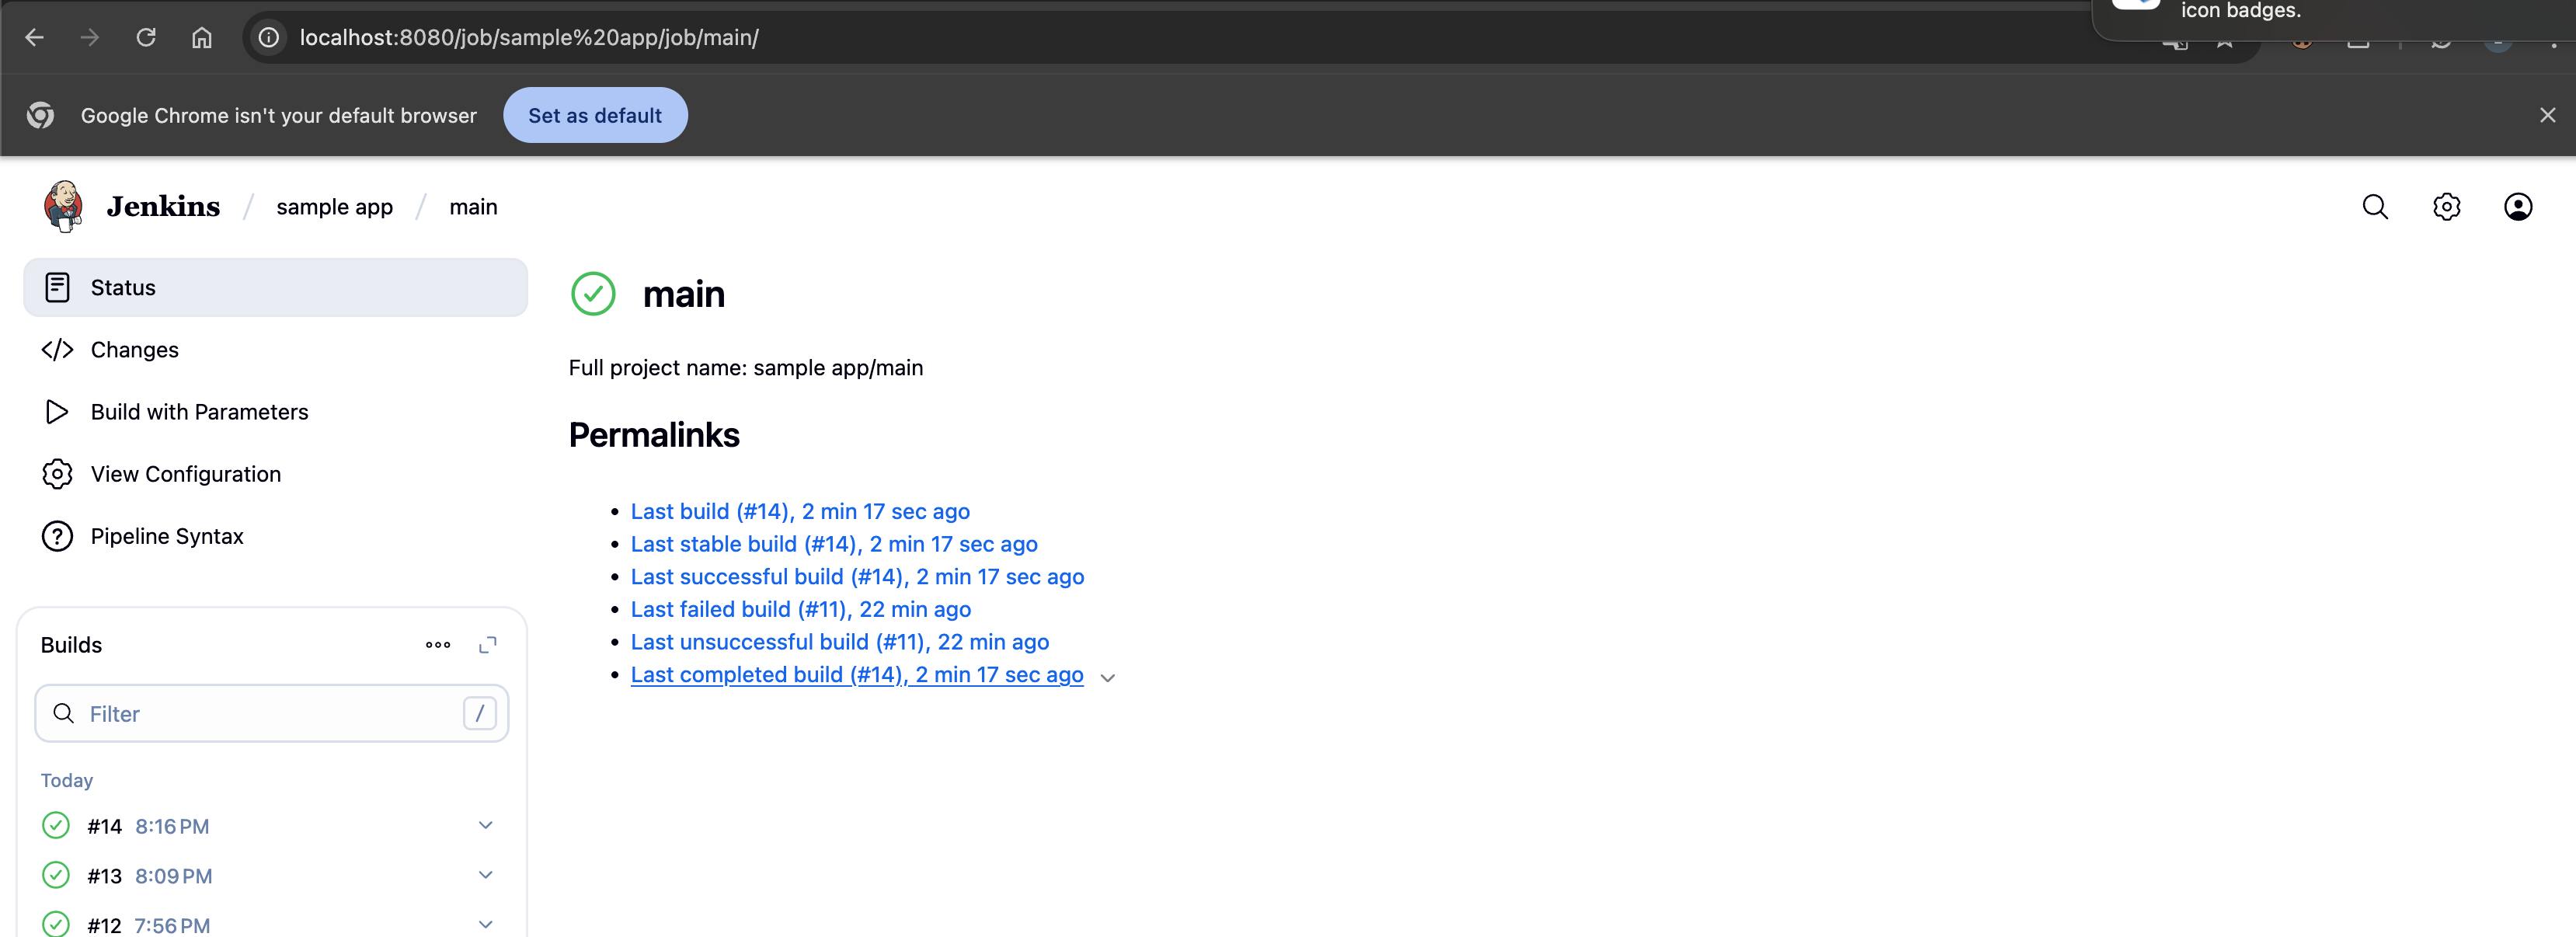 icon badges.
localhost:8080/job/sample%20app/job/main/
Google Chrome isn't your default browser
Set as default
Jenkins / sample app / main
Status
Changes
Build with Parameters
View Configuration
Pipeline Syntax
Builds
Filter /
Today
#14 8:16 PM
#13 8:09 PM
#12 7:56 PM
main
Full project name: sample app/main
Permalinks
• Last build (#14), 2 min 17 sec ago
• Last stable build (#14), 2 min 17 sec ago
• Last successful build (#14), 2 min 17 sec ago
• Last failed build (#11), 22 min ago
• Last unsuccessful build (#11), 22 min ago
• Last completed build (#14), 2 min 17 sec ago